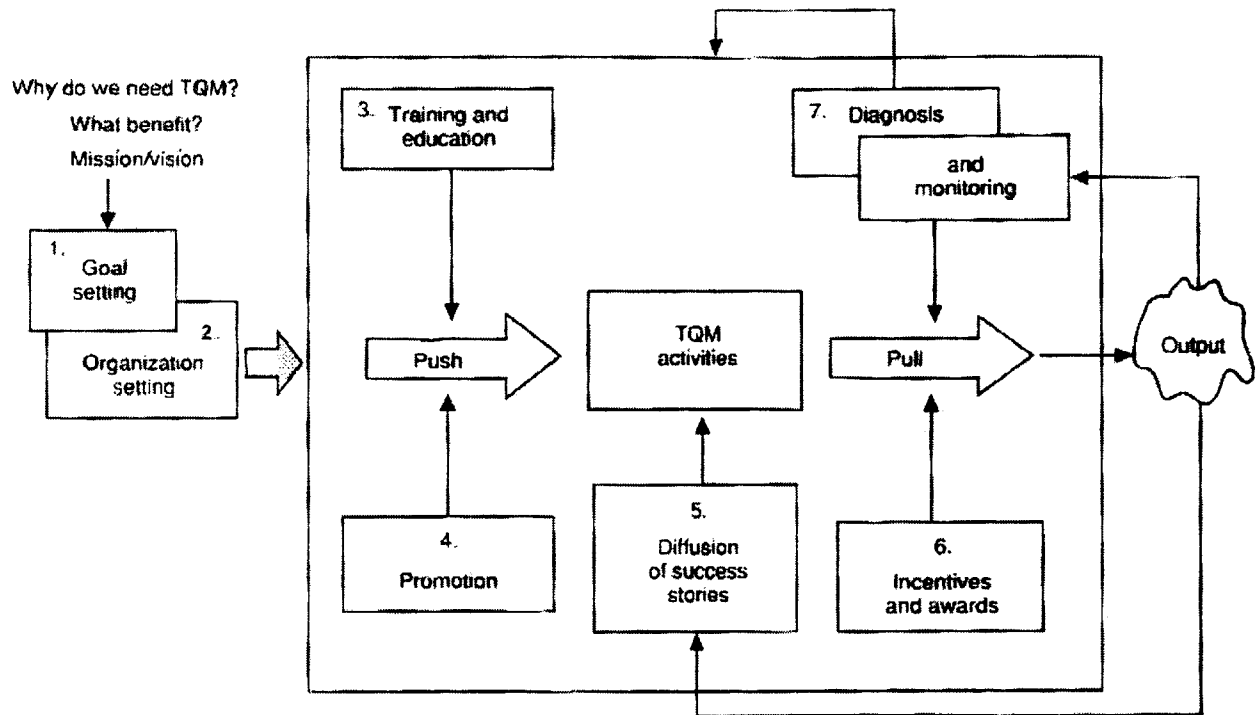 Why do we need TQM?
What benefit?
Mission/vision
1.
Goal
setting
2.
Organization
setting
3. Training and
education
Push
4.
Promotion
TQM
activities
5.
Diffusion
of success
stories
7. Diagnosis
and
monitoring
Pull
6.
Incentives
and awards
Output